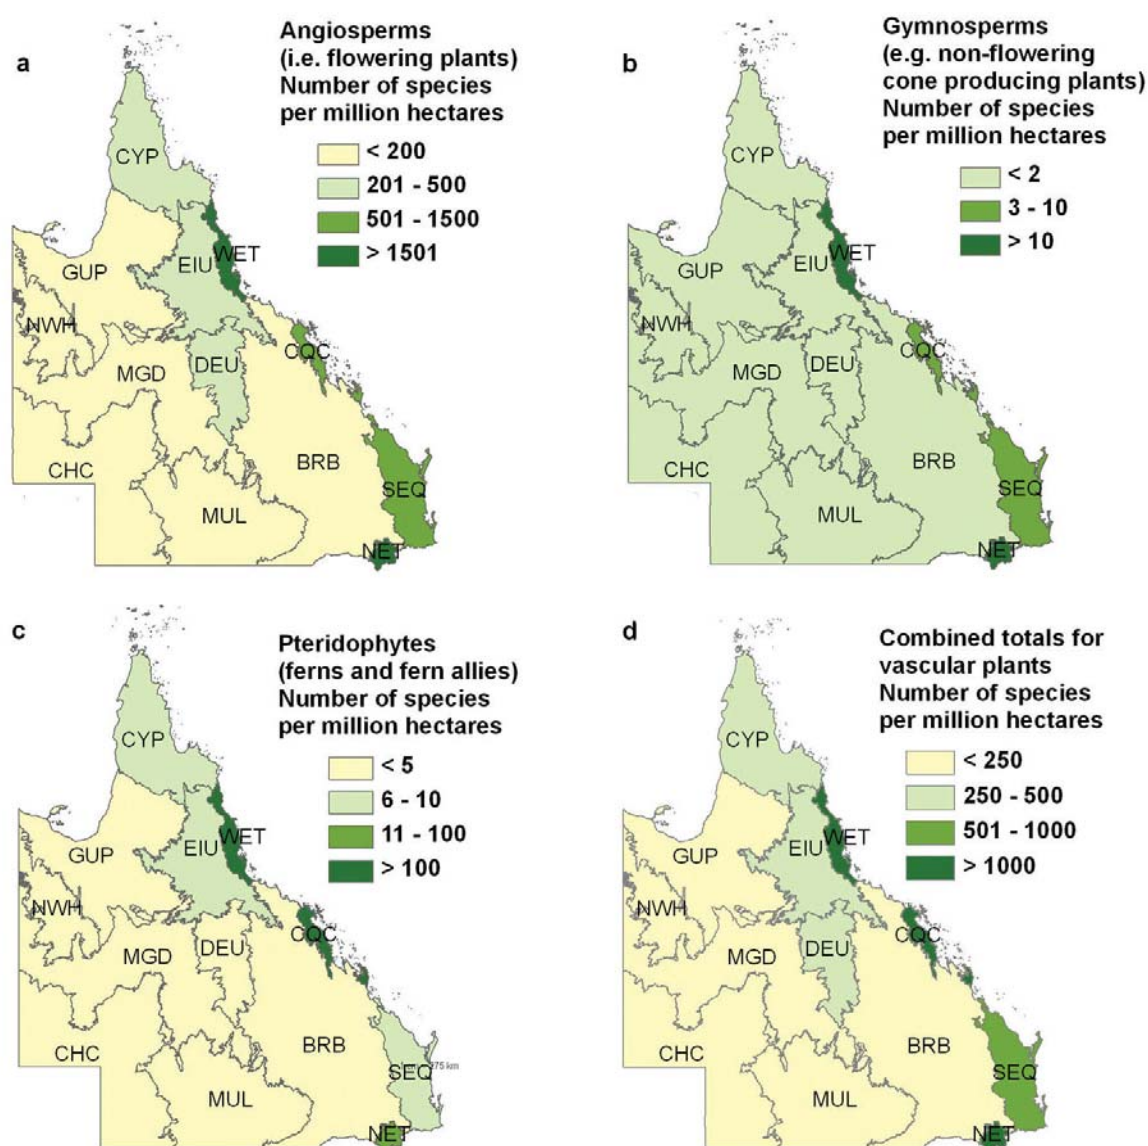 a
Angiosperms
(i.e. flowering plants)
Number of species
per million hectares
< 200
201 - 500
501 - 1500
> 1501
CYP
GUP
EIU
WET
NWH
MGD
DEU
CQC
CHC
BRB
MUL
SEQ
NET
b
Gymnosperms
(e.g. non-flowering
cone producing plants)
Number of species
per million hectares
< 2
3 - 10
> 10
CYP
GUP
EIU
WET
NWH
MGD
DEU
CQC
CHC
BRB
MUL
SEQ
NET
c
Pteridophytes
(ferns and fern allies)
Number of species
per million hectares
< 5
6 - 10
11 - 100
> 100
CYP
GUP
EIU
WET
NWH
MGD
DEU
CQC
CHC
BRB
MUL
SEQ
275 km
NET
d
Combined totals for
vascular plants
Number of species
per million hectares
< 250
250 - 500
501 - 1000
> 1000
CYP
GUP
EIU
WET
NWH
MGD
DEU
CQC
CHC
BRB
MUL
SEQ
NET